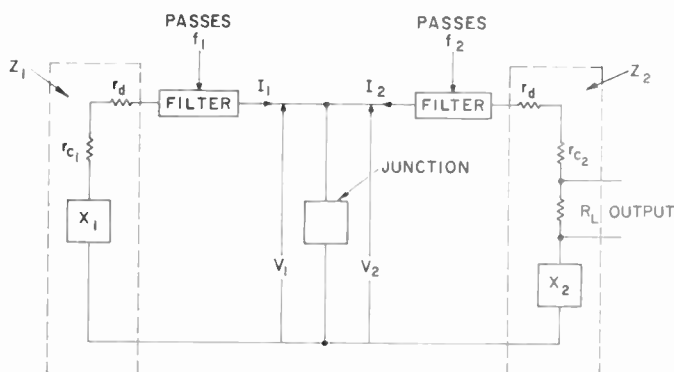 PASSES
f1
PASSES
f2
Z1
Z2
rd
FILTER
I1
I2
FILTER
rd
rC1
rC2
JUNCTION
X1
RL OUTPUT
V1
V2
X2